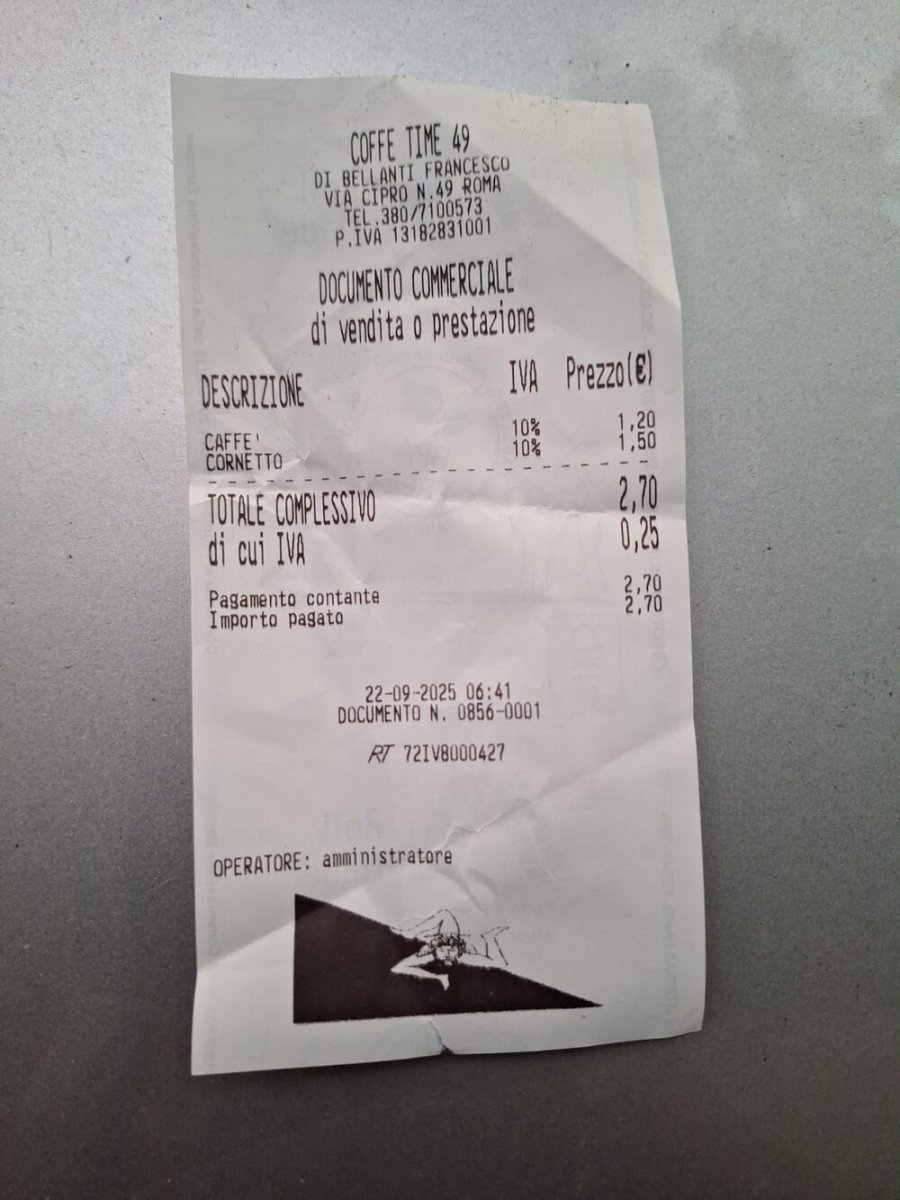 COFFE TIME 49
DI BELLANTI FRANCESCO
VIA CIPRO N.49 ROMA
TEL.380/7100573
P.IVA 13182831001
DOCUMENTO COMMERCIALE
di vendita o prestazione
DESCRIZIONE IVA Prezzo(€)
CAFFE' 10% 1,20
CORNETTO 10% 1,50
TOTALE COMPLESSIVO 2,70
di cui IVA 0,25
Pagamento contante 2,70
Importo pagato 2,70
22-09-2025 06:41
DOCUMENTO N. 0856-0001
RT 72IV8000427
OPERATORE: amministratore